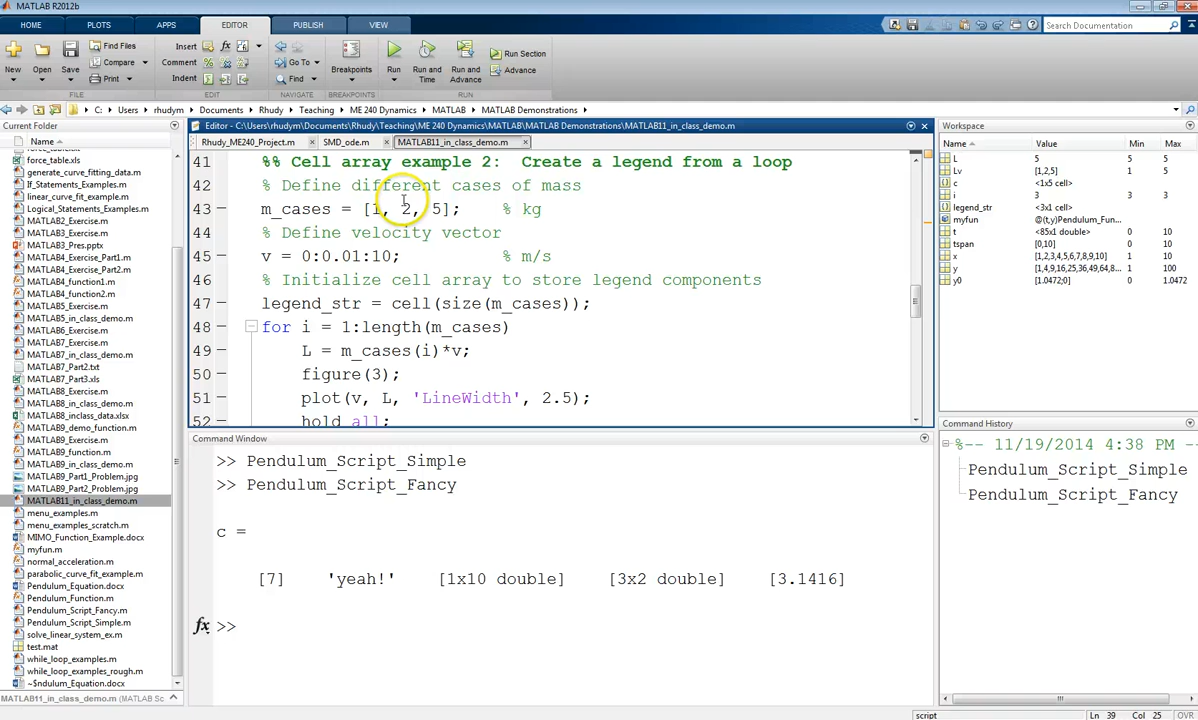 MATLAB R2012b
HOME PLOTS APPS EDITOR PUBLISH VIEW
Search Documentation
New Open Save Find Files Compare Print
Insert Comment Indent fx
Go To Find
Breakpoints Run Run and Time Run and Advance Run Section Advance
FILE EDIT NAVIGATE BREAKPOINTS RUN
C: Users rhudym Documents Rhudy Teaching ME 240 Dynamics MATLAB MATLAB Demonstrations
Current Folder
Name
force_table.xls
generate_curve_fitting_data.m
If_Statements_Examples.m
linear_curve_fit_example.m
Logical_Statements_Examples.m
MATLAB2_Exercise.m
MATLAB3_Exercise.m
MATLAB3_Pres.pptx
MATLAB4_Exercise_Part1.m
MATLAB4_Exercise_Part2.m
MATLAB4_function1.m
MATLAB4_function2.m
MATLAB5_Exercise.m
MATLAB5_in_class_demo.m
MATLAB6_Exercise.m
MATLAB7_Exercise.m
MATLAB7_in_class_demo.m
MATLAB7_Part2.txt
MATLAB7_Part3.xls
MATLAB8_Exercise.m
MATLAB8_in_class_demo.m
MATLAB8_inclass_data.xlsx
MATLAB9_demo_function.m
MATLAB9_Exercise.m
MATLAB9_function.m
MATLAB9_in_class_demo.m
MATLAB9_Part1_Problem.jpg
MATLAB9_Part2_Problem.jpg
MATLAB11_in_class_demo.m
menu_examples.m
menu_examples_scratch.m
MIMO_Function_Example.docx
myfun.m
normal_acceleration.m
parabolic_curve_fit_example.m
Pendulum_Equation.docx
Pendulum_Function.m
Pendulum_Script_Fancy.m
Pendulum_Script_Simple.m
solve_linear_system_ex.m
test.mat
while_loop_examples.m
while_loop_examples_rough.m
~$ndulum_Equation.docx
MATLAB11_in_class_demo.m (MATLAB Sc
Editor - C:\Users\rhudym\Documents\Rhudy\Teaching\ME 240 Dynamics\MATLAB\MATLAB Demonstrations\MATLAB11_in_class_demo.m
Rhudy_ME240_Project.m SMD_ode.m MATLAB11_in_class_demo.m
41 %% Cell array example 2: Create a legend from a loop
42 % Define different cases of mass
43 m_cases = [1, 2, 5]; % kg
44 % Define velocity vector
45 v = 0:0.01:10; % m/s
46 % Initialize cell array to store legend components
47 legend_str = cell(size(m_cases));
48 for i = 1:length(m_cases)
49 L = m_cases(i)*v;
50 figure(3);
51 plot(v, L, 'LineWidth', 2.5);
52 hold all;
Command Window
>> Pendulum_Script_Simple
>> Pendulum_Script_Fancy
c =
[7] 'yeah!' [1x10 double] [3x2 double] [3.1416]
fx >>
Workspace
Name Value Min Max
L 5 5 5
Lv [1,2,5] 1 5
c <1x5 cell>
i 3 3 3
legend_str <3x1 cell>
myfun @(t,y)Pendulum_Func
t <85x1 double> 0 10
tspan [0,10] 0 10
x [1,2,3,4,5,6,7,8,9,10] 1 10
y [1,4,9,16,25,36,49,64,8 1 100
y0 [1.0472;0] 0 1.0472
Command History
%-- 11/19/2014 4:38 PM --
Pendulum_Script_Simple
Pendulum_Script_Fancy
script Ln 39 Col 25 OVR